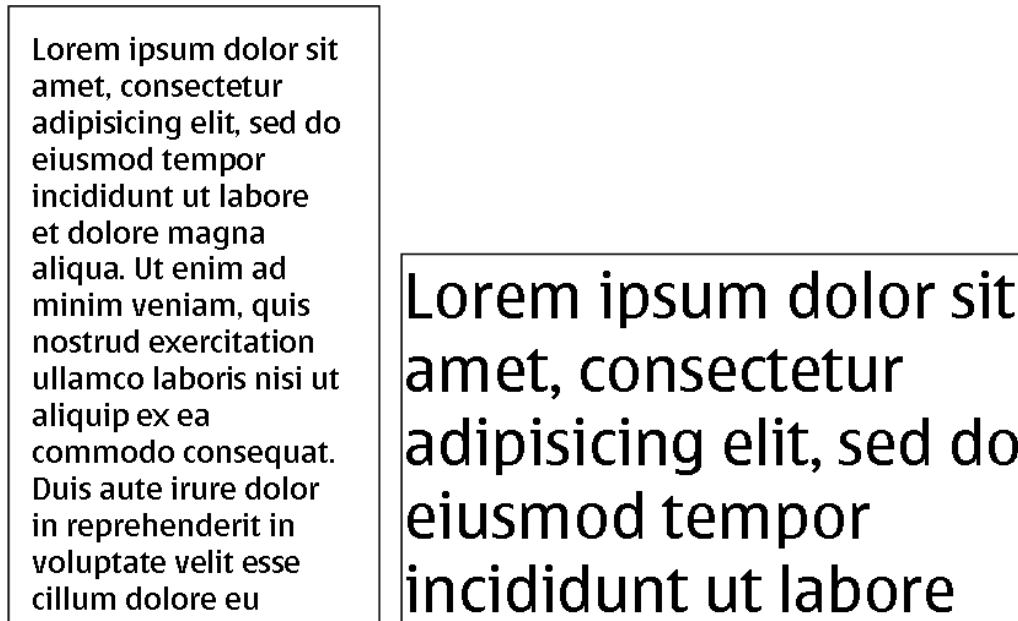 Lorem ipsum dolor sit
amet, consectetur
adipisicing elit, sed do
eiusmod tempor
incididunt ut labore
et dolore magna
aliqua. Ut enim ad
minim veniam, quis
nostrud exercitation
ullamco laboris nisi ut
aliquip ex ea
commodo consequat.
Duis aute irure dolor
in reprehenderit in
voluptate velit esse
cillum dolore eu
Lorem ipsum dolor sit
amet, consectetur
adipisicing elit, sed do
eiusmod tempor
incididunt ut labore